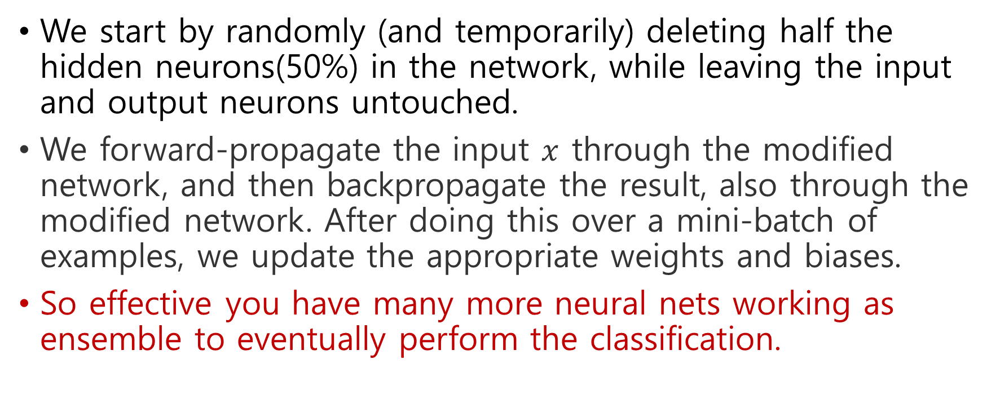 • We start by randomly (and temporarily) deleting half the
hidden neurons(50%) in the network, while leaving the input
and output neurons untouched.
• We forward-propagate the input 𝑥 through the modified
network, and then backpropagate the result, also through the
modified network. After doing this over a mini-batch of
examples, we update the appropriate weights and biases.
• So effective you have many more neural nets working as
ensemble to eventually perform the classification.